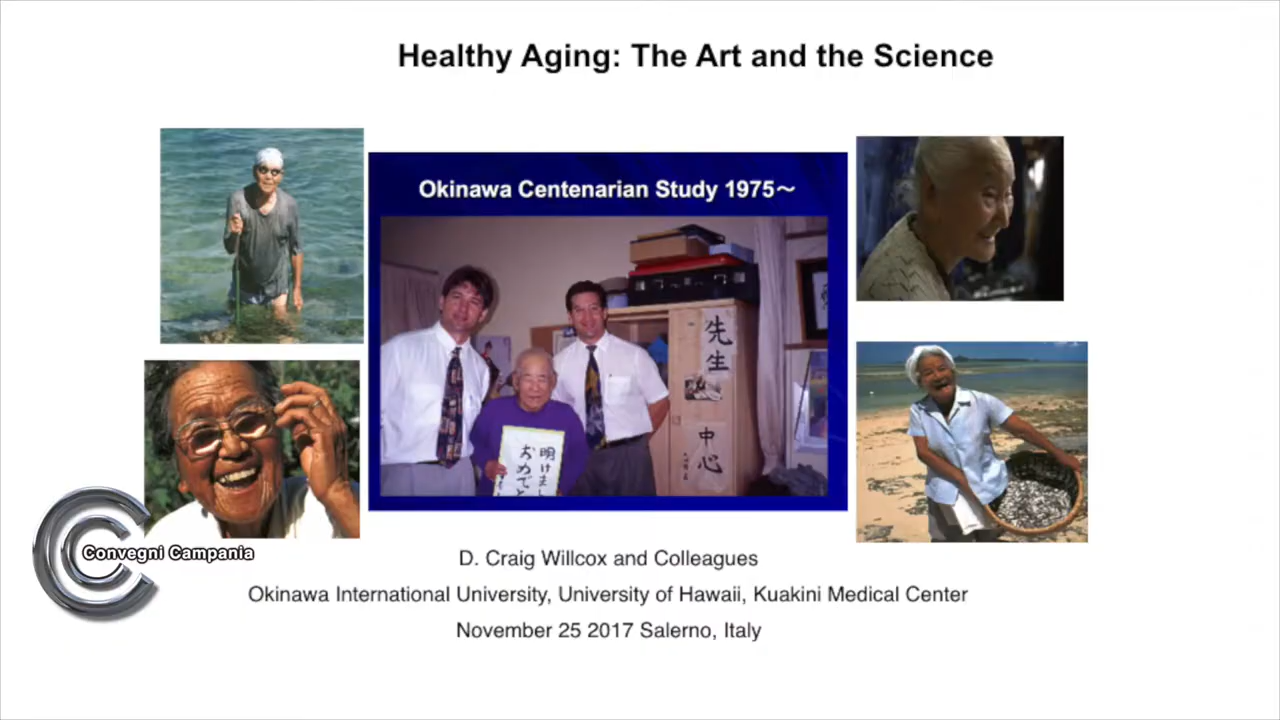 Healthy Aging: The Art and the Science
Okinawa Centenarian Study 1975～
先生
中心
明けまし
おめでと
Convegni Campania
D. Craig Willcox and Colleagues
Okinawa International University, University of Hawaii, Kuakini Medical Center
November 25 2017 Salerno, Italy